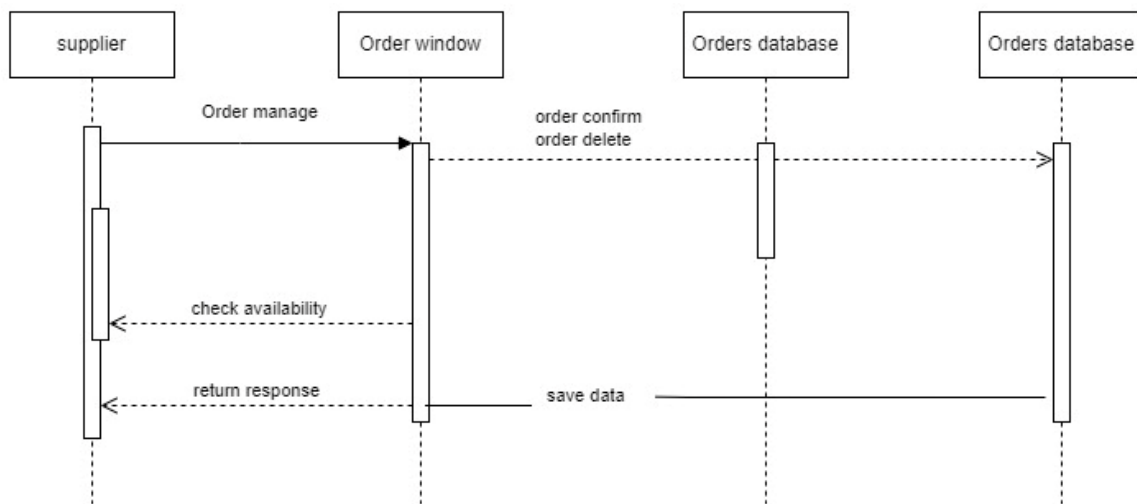 supplier
Order window
Orders database
Orders database
Order manage
order confirm
order delete
check availability
return response
save data